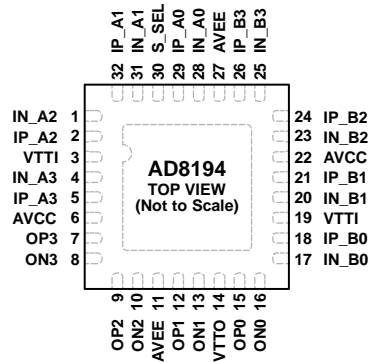 32 IP_A1
31 IN_A1
30 S_SEL
29 IP_A0
28 IN_A0
27 AVEE
26 IP_B3
25 IN_B3
IN_A2 1
IP_A2 2
VTTI 3
IN_A3 4
IP_A3 5
AVCC 6
OP3 7
ON3 8
AD8194
TOP VIEW
(Not to Scale)
24 IP_B2
23 IN_B2
22 AVCC
21 IP_B1
20 IN_B1
19 VTTI
18 IP_B0
17 IN_B0
OP2 9
ON2 10
AVEE 11
OP1 12
ON1 13
VTTO 14
OP0 15
ON0 16